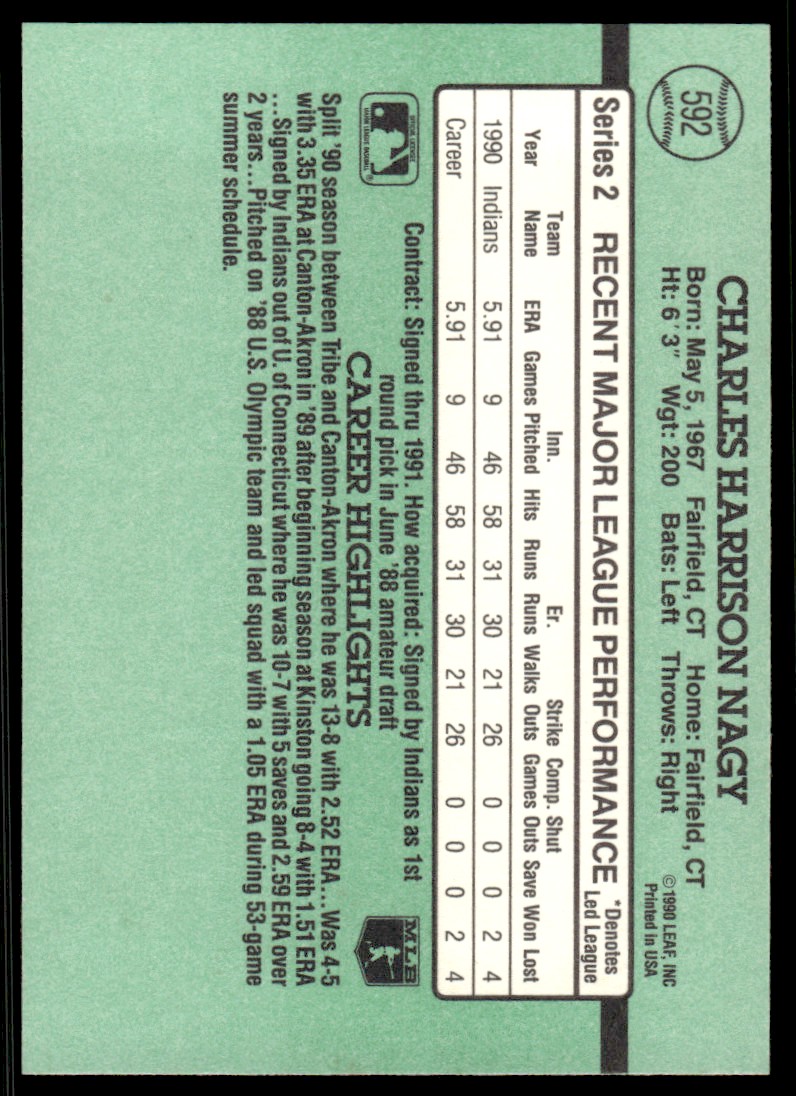 592
CHARLES HARRISON NAGY
Born: May 5, 1967 Fairfield, CT Home: Fairfield, CT
Ht: 6'3" Wgt: 200 Bats: Left Throws: Right
©1990 LEAF, INC
Printed in USA
Series 2 RECENT MAJOR LEAGUE PERFORMANCE *Denotes Led League
Year Team Name ERA Games Inn. Pitched Hits Runs Er. Runs Walks Strike Outs Comp. Games Shut Outs Save Won Lost
1990 Indians 5.91 9 46 58 31 30 21 26 0 0 0 2 4
Career 5.91 9 46 58 31 30 21 26 0 0 0 2 4
OFFICIAL LICENSEE
MAJOR LEAGUE BASEBALL®
Contract: Signed thru 1991. How acquired: Signed by Indians as 1st
round pick in June '88 amateur draft
MLB
CAREER HIGHLIGHTS
Split '90 season between Tribe and Canton-Akron where he was 13-8 with 2.52 ERA...Was 4-5
with 3.35 ERA at Canton-Akron in '89 after beginning season at Kinston going 8-4 with 1.51 ERA
...Signed by Indians out of U. of Connecticut where he was 10-7 with 5 saves and 2.59 ERA over
2 years...Pitched on '88 U.S. Olympic team and led squad with a 1.05 ERA during 53-game
summer schedule.